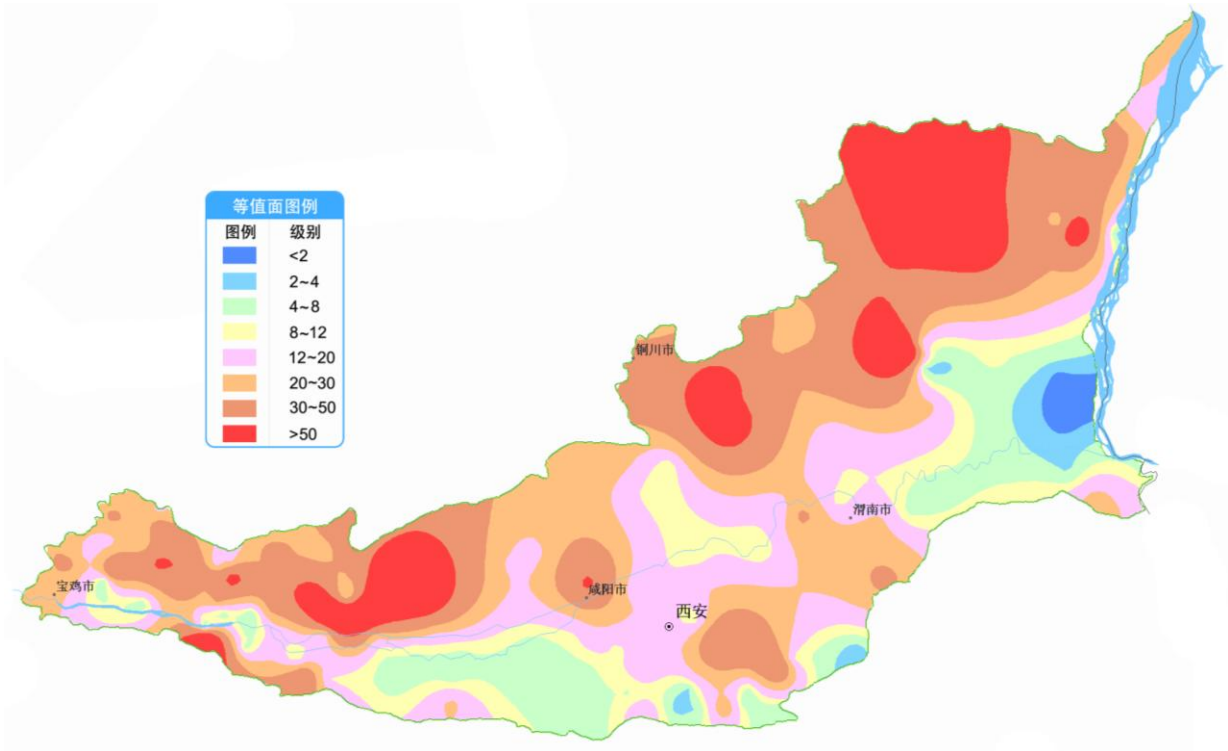 等值面图例
图例 级别
<2
2~4
4~8
8~12
12~20
20~30
30~50
>50
铜川市
渭南市
宝鸡市
咸阳市
西安